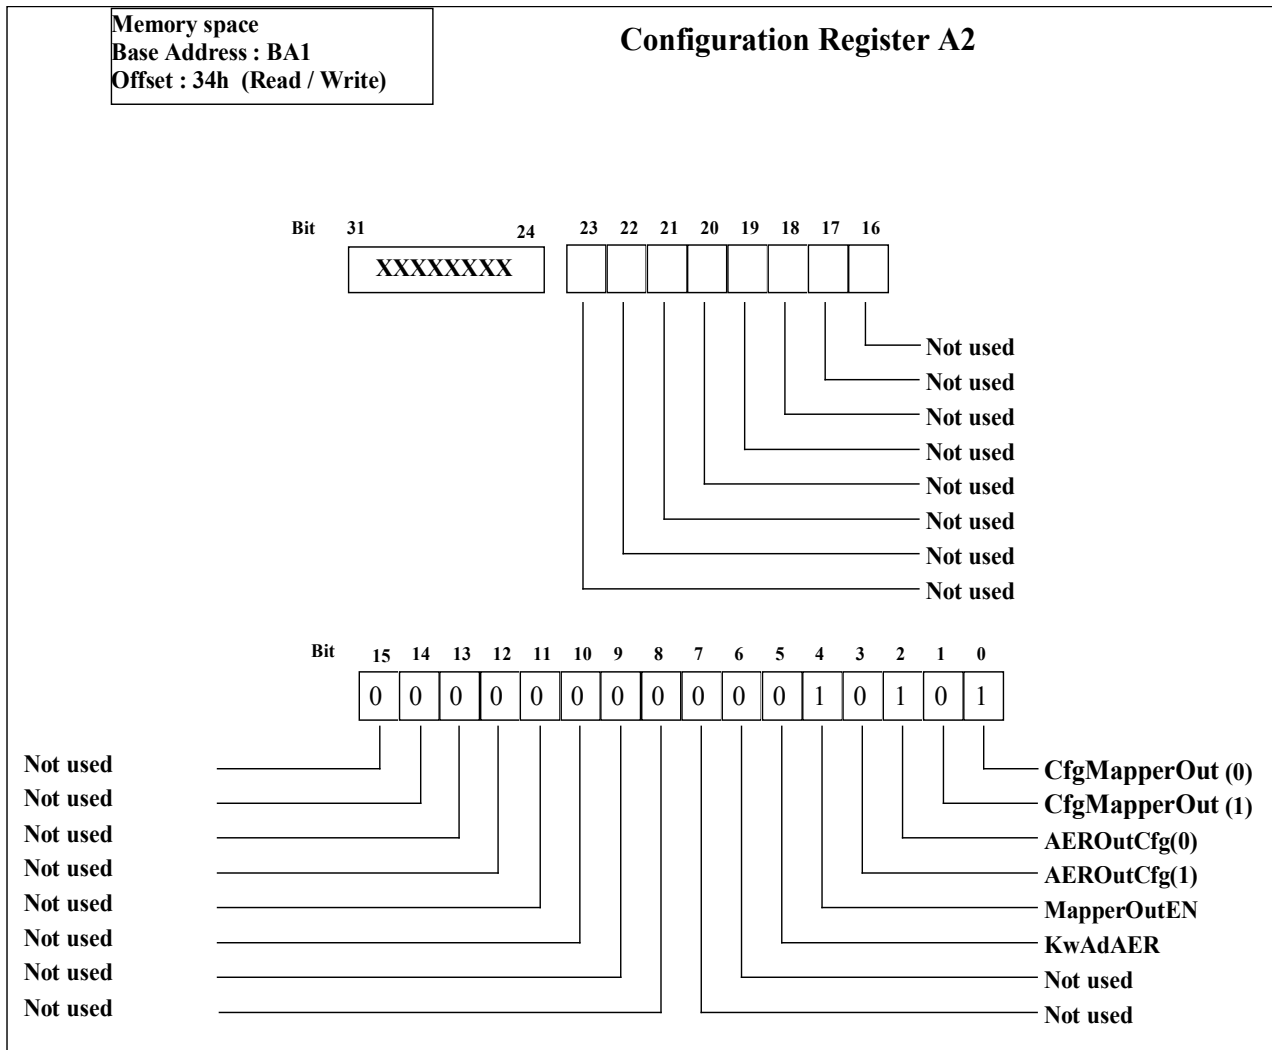 Memory space
Base Address : BA1
Offset : 34h (Read / Write)
Configuration Register A2
Bit 31 24 23 22 21 20 19 18 17 16
XXXXXXXX
Not used
Not used
Not used
Not used
Not used
Not used
Not used
Not used
Bit 15 14 13 12 11 10 9 8 7 6 5 4 3 2 1 0
0 0 0 0 0 0 0 0 0 0 0 1 0 1 0 1
Not used CfgMapperOut (0)
Not used CfgMapperOut (1)
Not used AEROutCfg(0)
Not used AEROutCfg(1)
Not used MapperOutEN
Not used KwAdAER
Not used Not used
Not used Not used